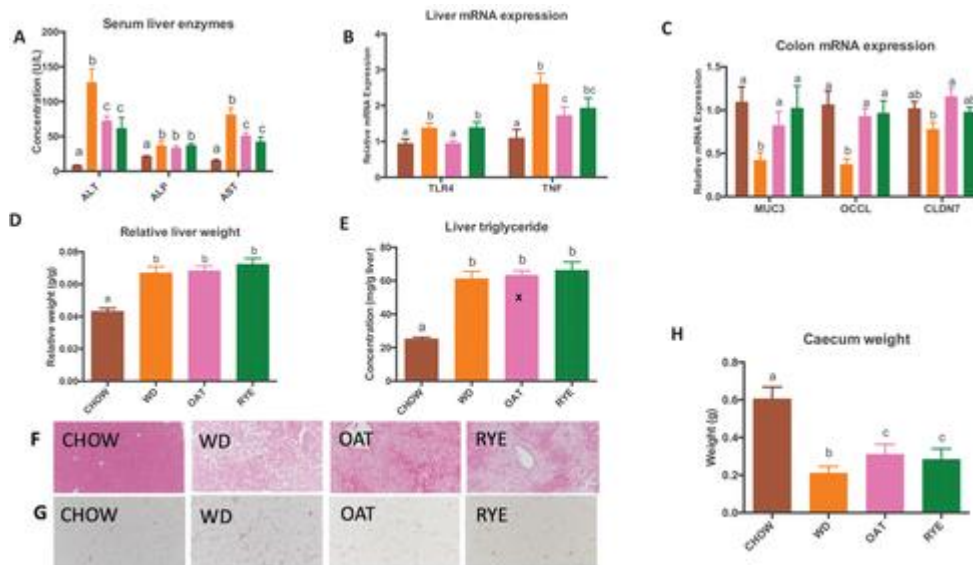 A
Serum liver enzymes
Concentration (U/L)
200
150
100
50
0
a b c c
a b b b
a b c c
ALT ALP AST
B
Liver mRNA expression
Relative mRNA Expression
4
3
2
1
0
a b a b
a b c bc
TLR4 TNF
C
Colon mRNA expression
Relative mRNA Expression
1.5
1.0
0.5
0.0
a b a a
a b a a
ab b a ab
MUC3 OCCL CLDN7
D
Relative liver weight
Relative weight (g/g)
0.08
0.06
0.04
0.02
0.00
a b b b
CHOW WD OAT RYE
E
Liver triglyceride
Concentration (mg/g liver)
80
60
40
20
0
a b b b
x
CHOW WD OAT RYE
F
CHOW WD OAT RYE
G
CHOW WD OAT RYE
H
Caecum weight
Weight (g)
0.8
0.6
0.4
0.2
0.0
a b c c
CHOW WD OAT RYE